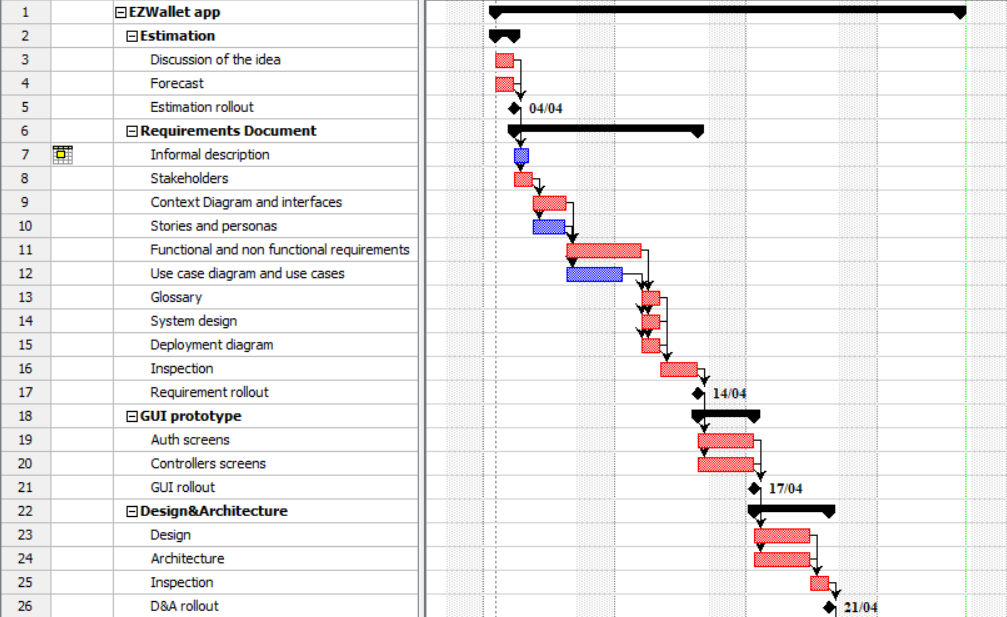 1 EZWallet app
2 Estimation
3 Discussion of the idea
4 Forecast
5 Estimation rollout 04/04
6 Requirements Document
7 Informal description
8 Stakeholders
9 Context Diagram and interfaces
10 Stories and personas
11 Functional and non functional requirements
12 Use case diagram and use cases
13 Glossary
14 System design
15 Deployment diagram
16 Inspection
17 Requirement rollout 14/04
18 GUI prototype
19 Auth screens
20 Controllers screens
21 GUI rollout 17/04
22 Design&Architecture
23 Design
24 Architecture
25 Inspection
26 D&A rollout 21/04